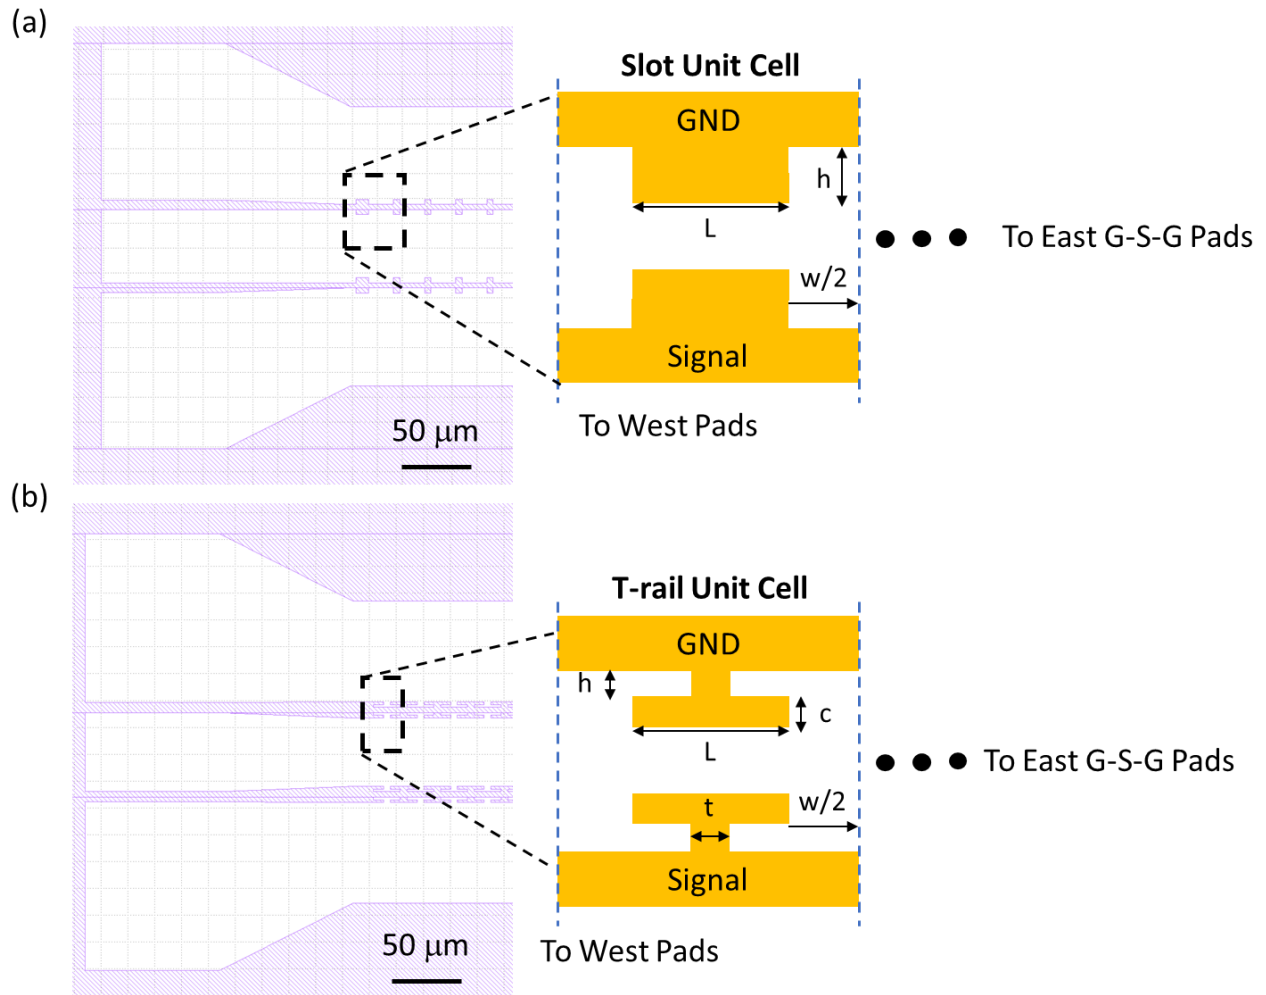 (a)
Slot Unit Cell
GND
h
L
To East G-S-G Pads
w/2
Signal
To West Pads
50 μm
(b)
T-rail Unit Cell
GND
h
c
L
To East G-S-G Pads
t
w/2
Signal
To West Pads
50 μm